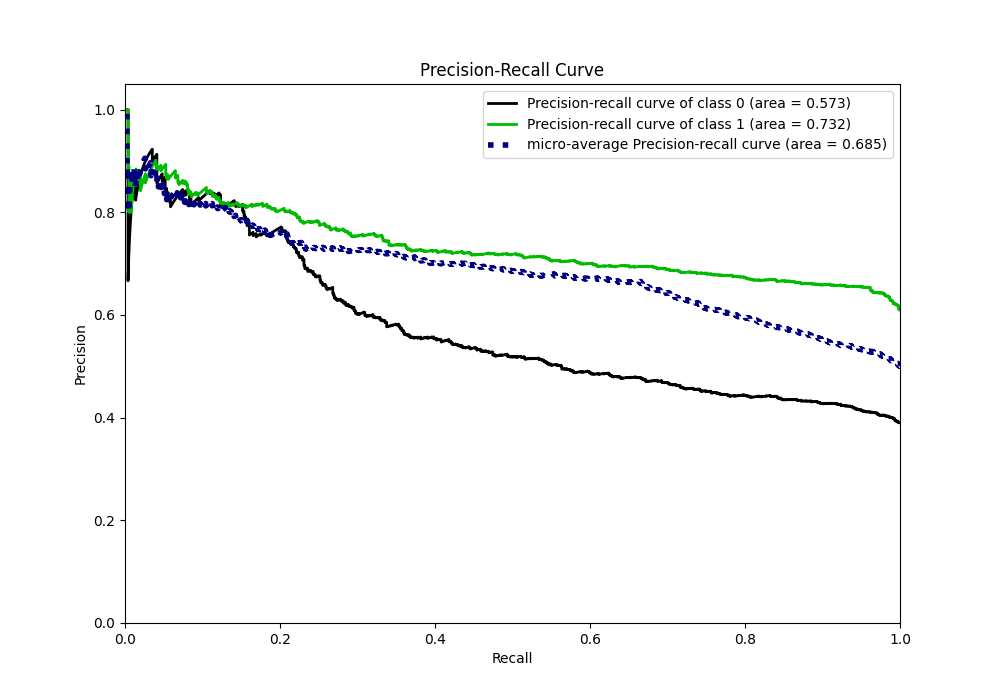 Precision-Recall Curve
Precision-recall curve of class 0 (area = 0.573)
Precision-recall curve of class 1 (area = 0.732)
micro-average Precision-recall curve (area = 0.685)
Precision
1.0
0.8
0.6
0.4
0.2
0.0
0.0 0.2 0.4 0.6 0.8 1.0
Recall